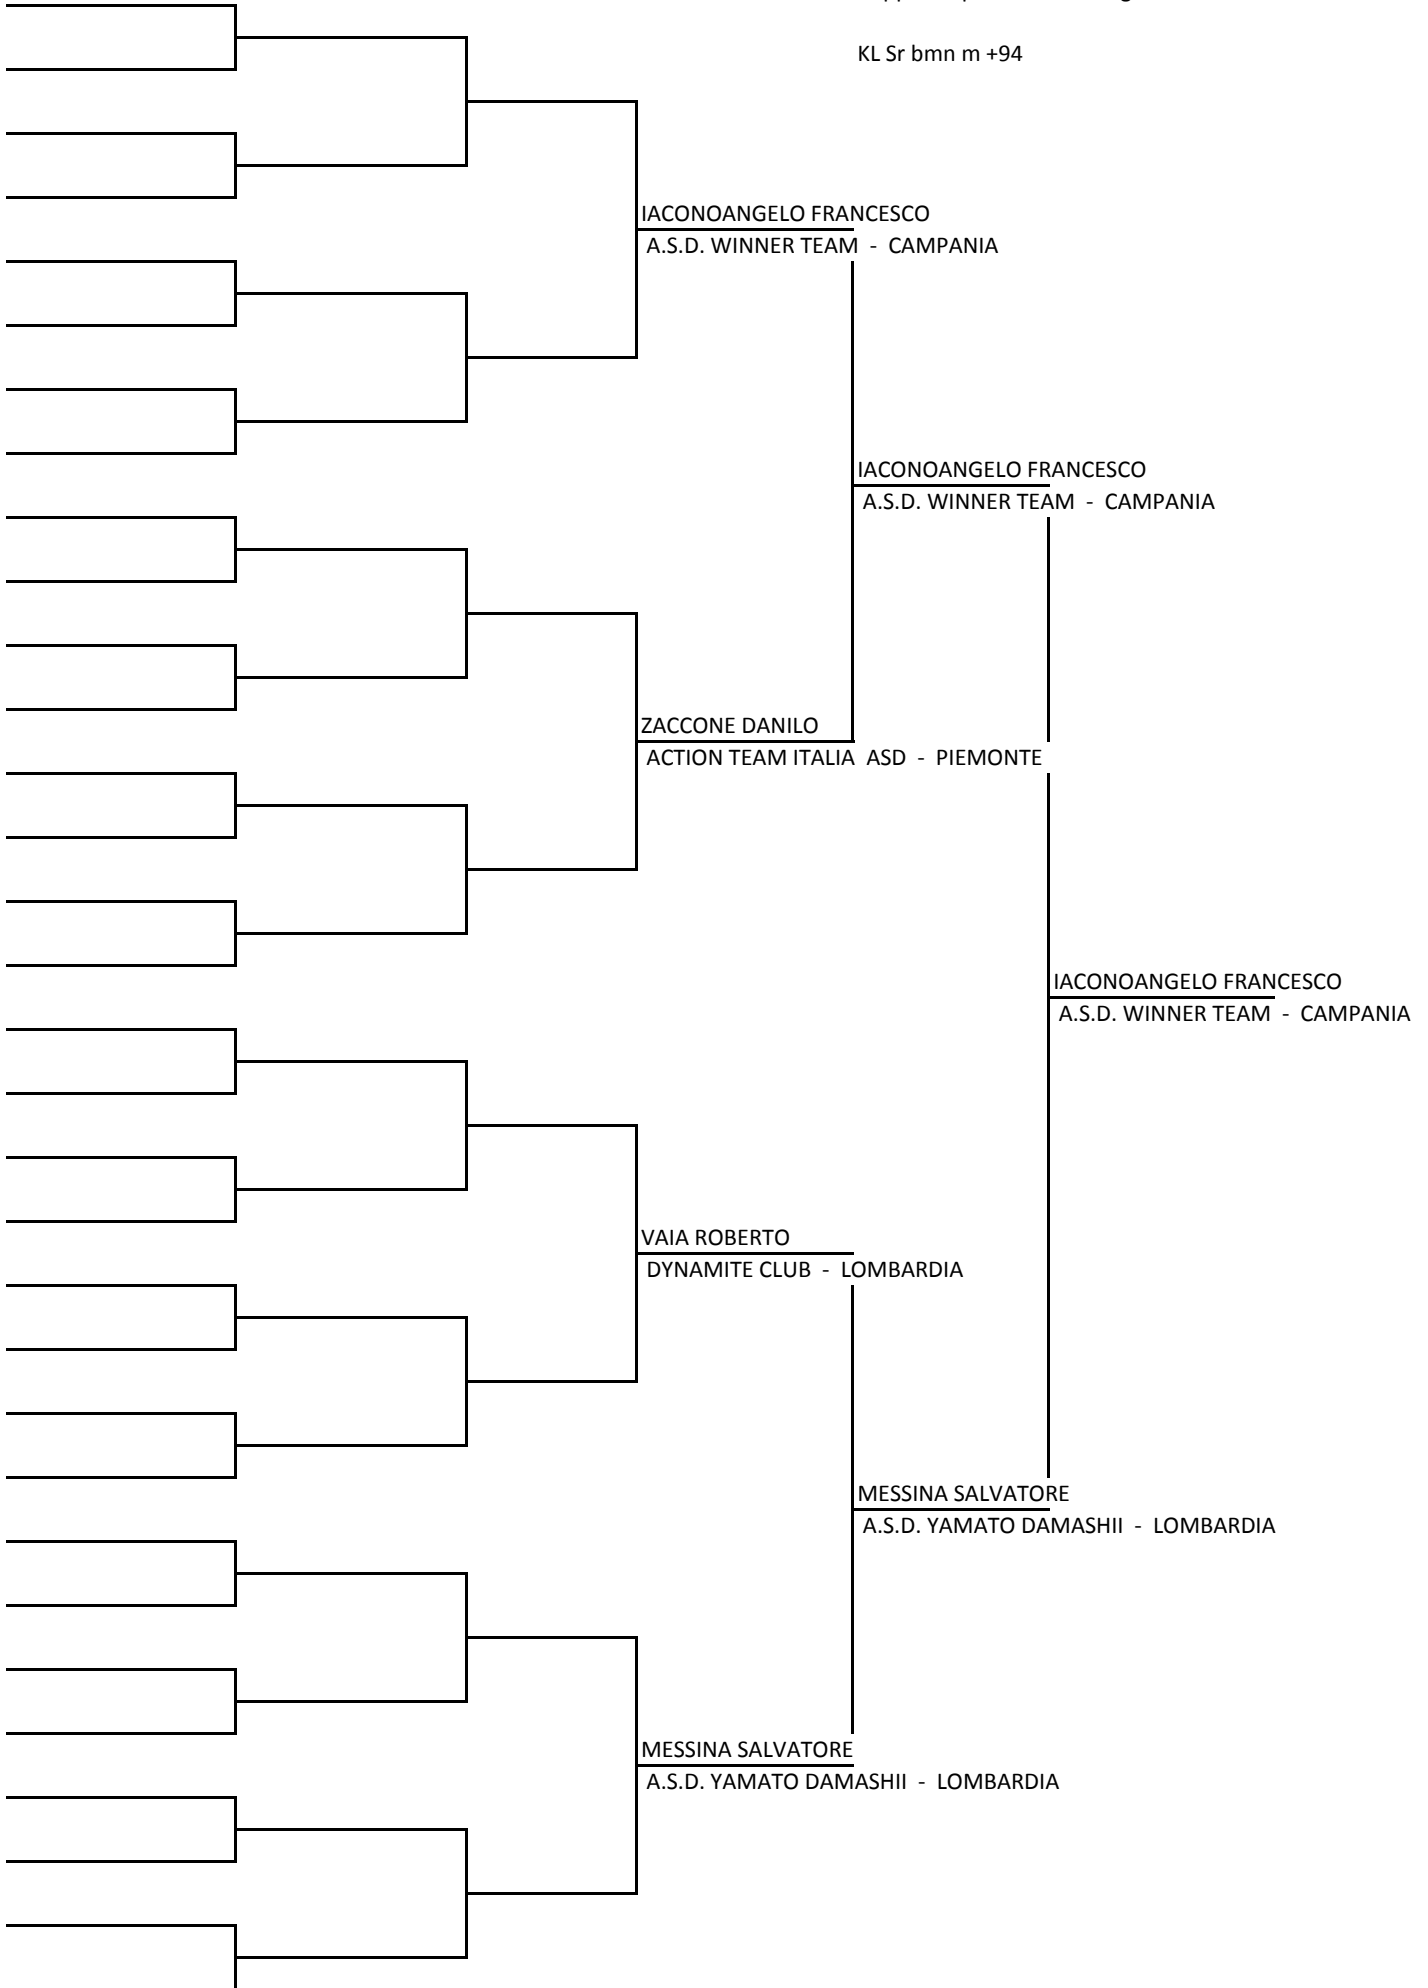 KL Sr bmn m +94
IACONOANGELO FRANCESCO
A.S.D. WINNER TEAM - CAMPANIA
IACONOANGELO FRANCESCO
A.S.D. WINNER TEAM - CAMPANIA
ZACCONE DANILO
ACTION TEAM ITALIA ASD - PIEMONTE
IACONOANGELO FRANCESCO
A.S.D. WINNER TEAM - CAMPANIA
VAIA ROBERTO
DYNAMITE CLUB - LOMBARDIA
MESSINA SALVATORE
A.S.D. YAMATO DAMASHII - LOMBARDIA
MESSINA SALVATORE
A.S.D. YAMATO DAMASHII - LOMBARDIA